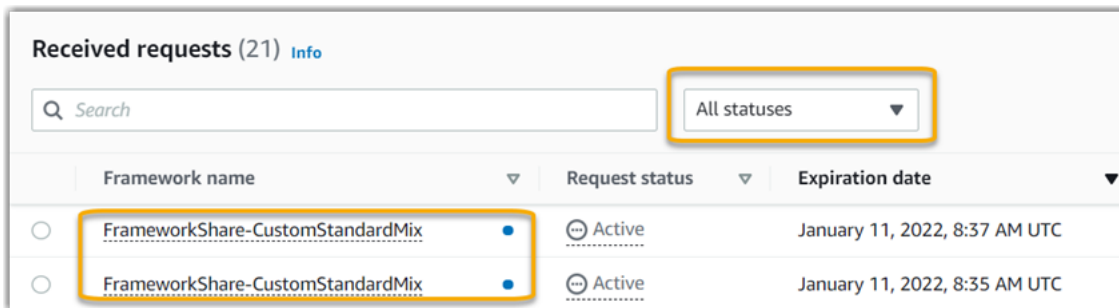 Received requests (21) Info
Search
All statuses
Framework name Request status Expiration date
FrameworkShare-CustomStandardMix Active January 11, 2022, 8:37 AM UTC
FrameworkShare-CustomStandardMix Active January 11, 2022, 8:35 AM UTC